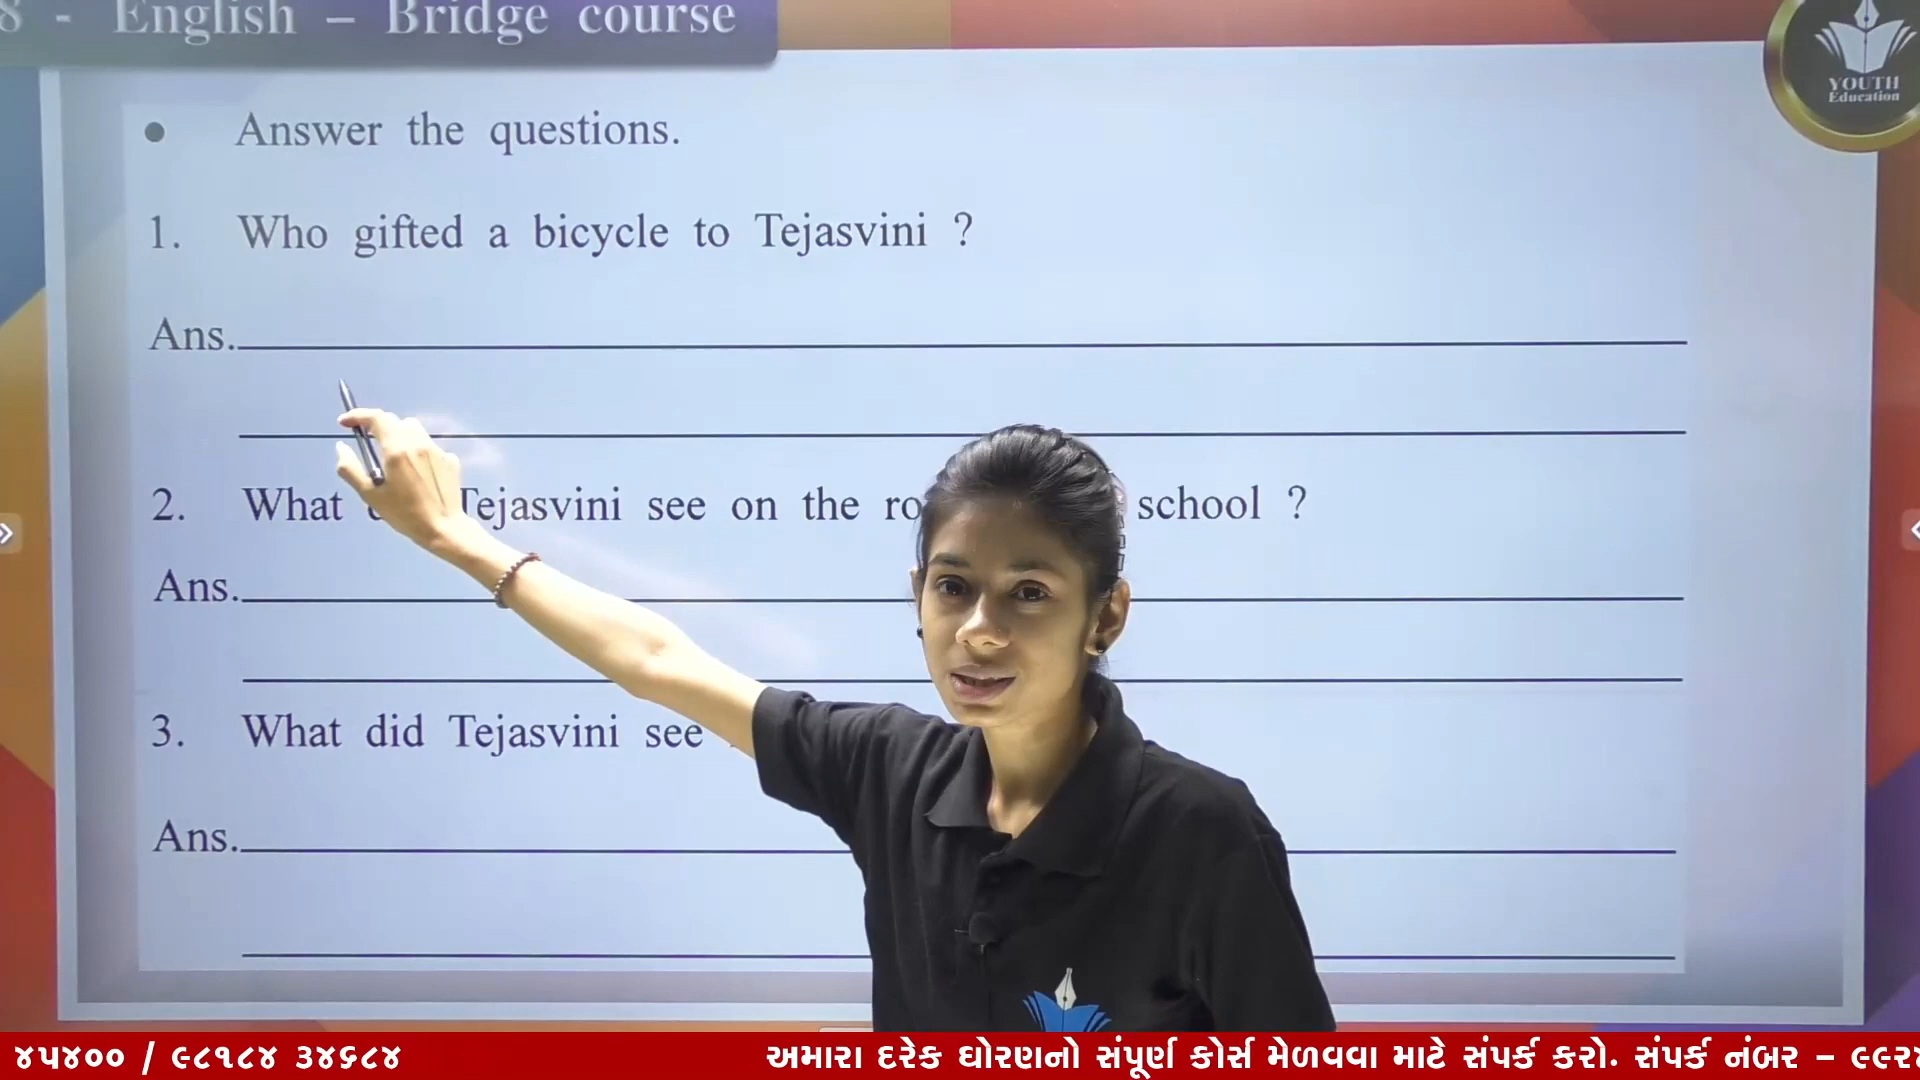 8 - English – Bridge course
YOUTH
Education
• Answer the questions.
1. Who gifted a bicycle to Tejasvini ?
Ans.
2. What Tejasvini see on the school ?
Ans.
3. What did Tejasvini see
Ans.
૪૫૪૦૦ / ૯૮૧૮૪ ૩૪૬૮૪ અમારા દરેક ધોરણનો સંપૂર્ણ કોર્સ મેળવવા માટે સંપર્ક કરો. સંપર્ક નંબર – ૯૯૨૪